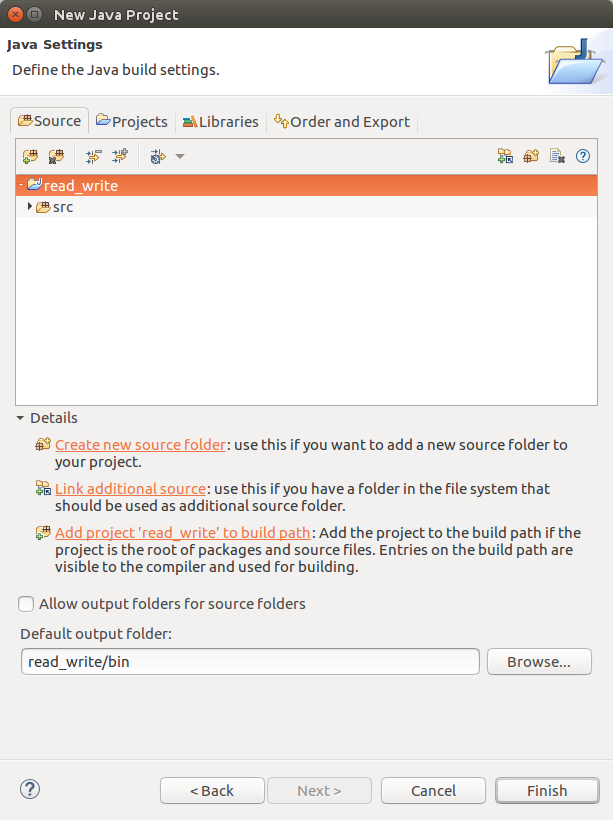 New Java Project
Java Settings
Define the Java build settings.
Source Projects Libraries Order and Export
read_write
src
Details
Create new source folder: use this if you want to add a new source folder to
your project.
Link additional source: use this if you have a folder in the file system that
should be used as additional source folder.
Add project 'read_write' to build path: Add the project to the build path if the
project is the root of packages and source files. Entries on the build path are
visible to the compiler and used for building.
Allow output folders for source folders
Default output folder:
read_write/bin Browse...
< Back Next > Cancel Finish